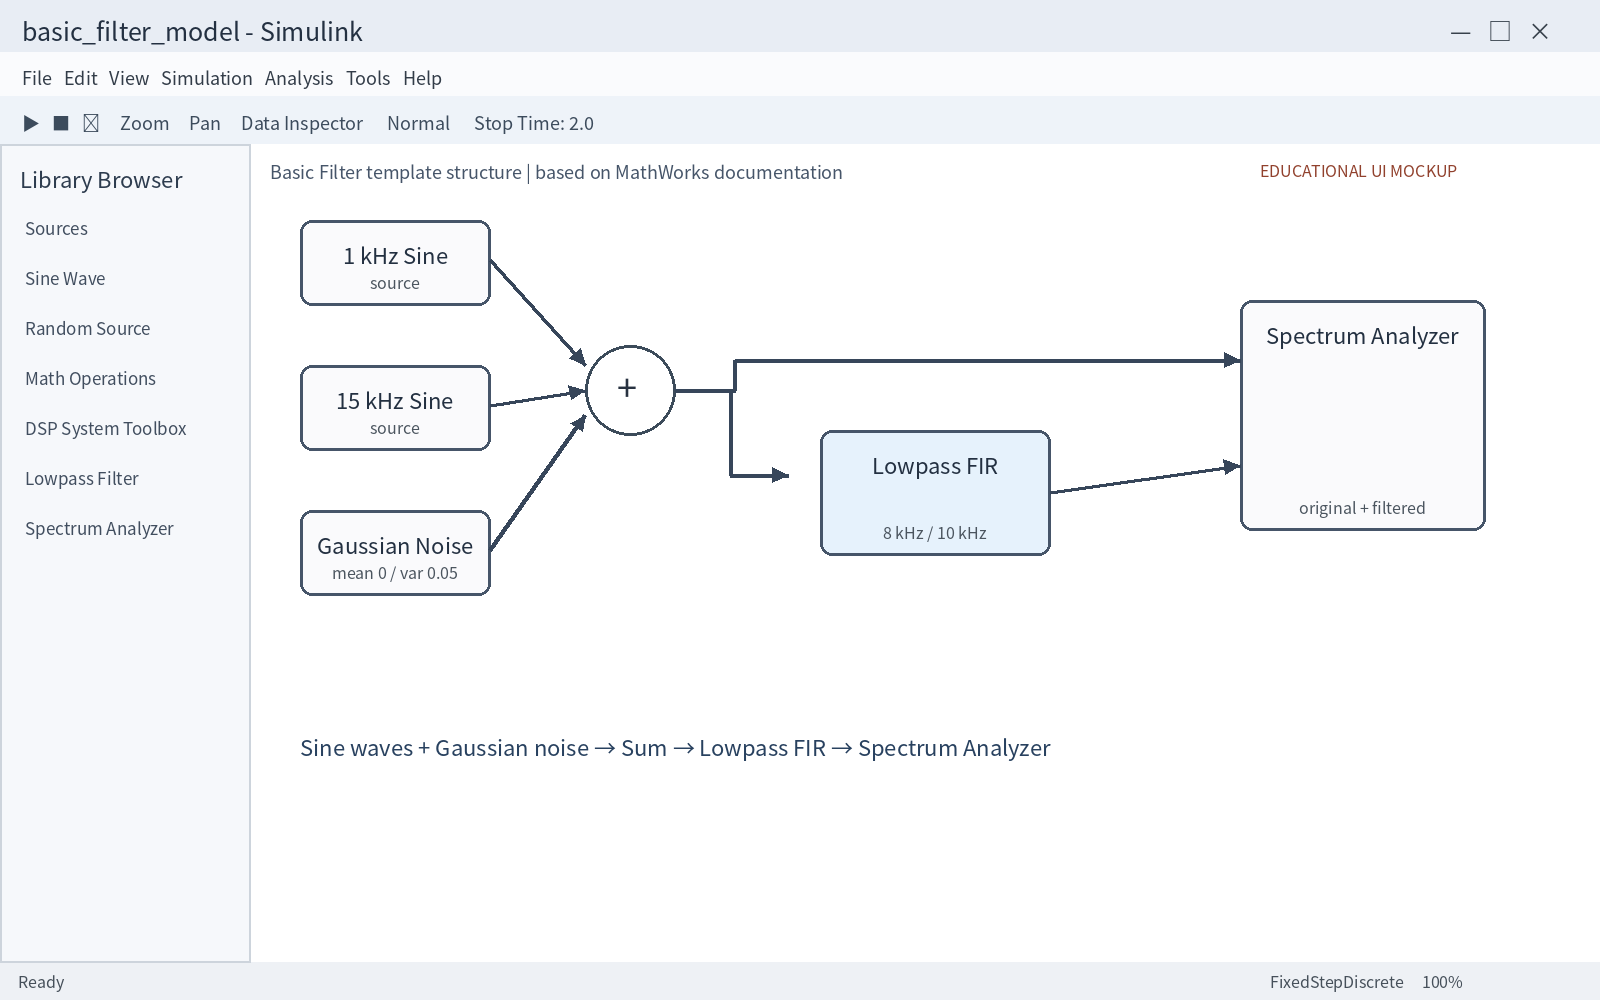 basic_filter_model - Simulink
File Edit View Simulation Analysis Tools Help
Zoom Pan Data Inspector Normal Stop Time: 2.0
Library Browser
Sources
Sine Wave
Random Source
Math Operations
DSP System Toolbox
Lowpass Filter
Spectrum Analyzer
Basic Filter template structure | based on MathWorks documentation
EDUCATIONAL UI MOCKUP
1 kHz Sine
source
15 kHz Sine
source
Gaussian Noise
mean 0 / var 0.05
+
Lowpass FIR
8 kHz / 10 kHz
Spectrum Analyzer
original + filtered
Sine waves + Gaussian noise → Sum → Lowpass FIR → Spectrum Analyzer
Ready
FixedStepDiscrete 100%